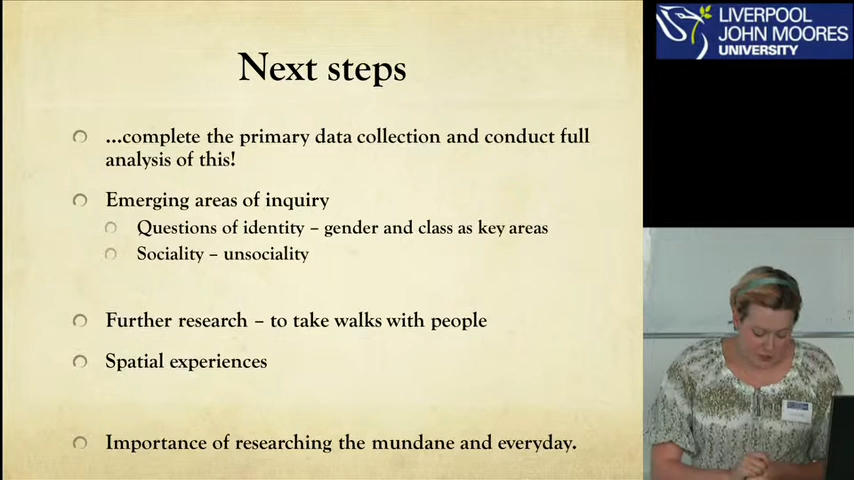 LIVERPOOL
JOHN MOORES
UNIVERSITY
Next steps
...complete the primary data collection and conduct full
analysis of this!
Emerging areas of inquiry
Questions of identity – gender and class as key areas
Sociality – unsociality
Further research – to take walks with people
Spatial experiences
Importance of researching the mundane and everyday.